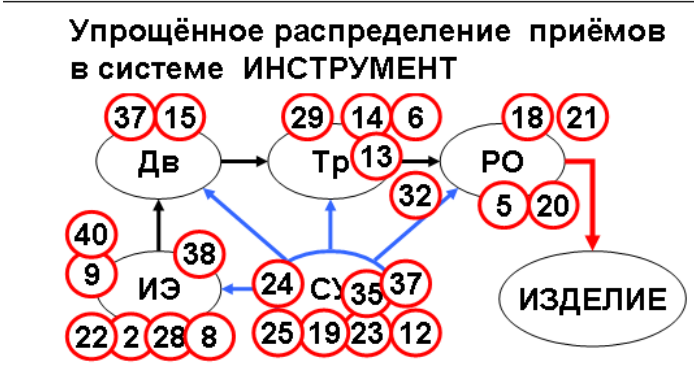 Упрощённое распределение приёмов
в системе ИНСТРУМЕНТ
37 15 29 14 6 18 21
Дв Тр 13 РО
32 5 20
40 38
9 ИЭ 24 СУ 35 37 ИЗДЕЛИЕ
22 2 28 8 25 19 23 12